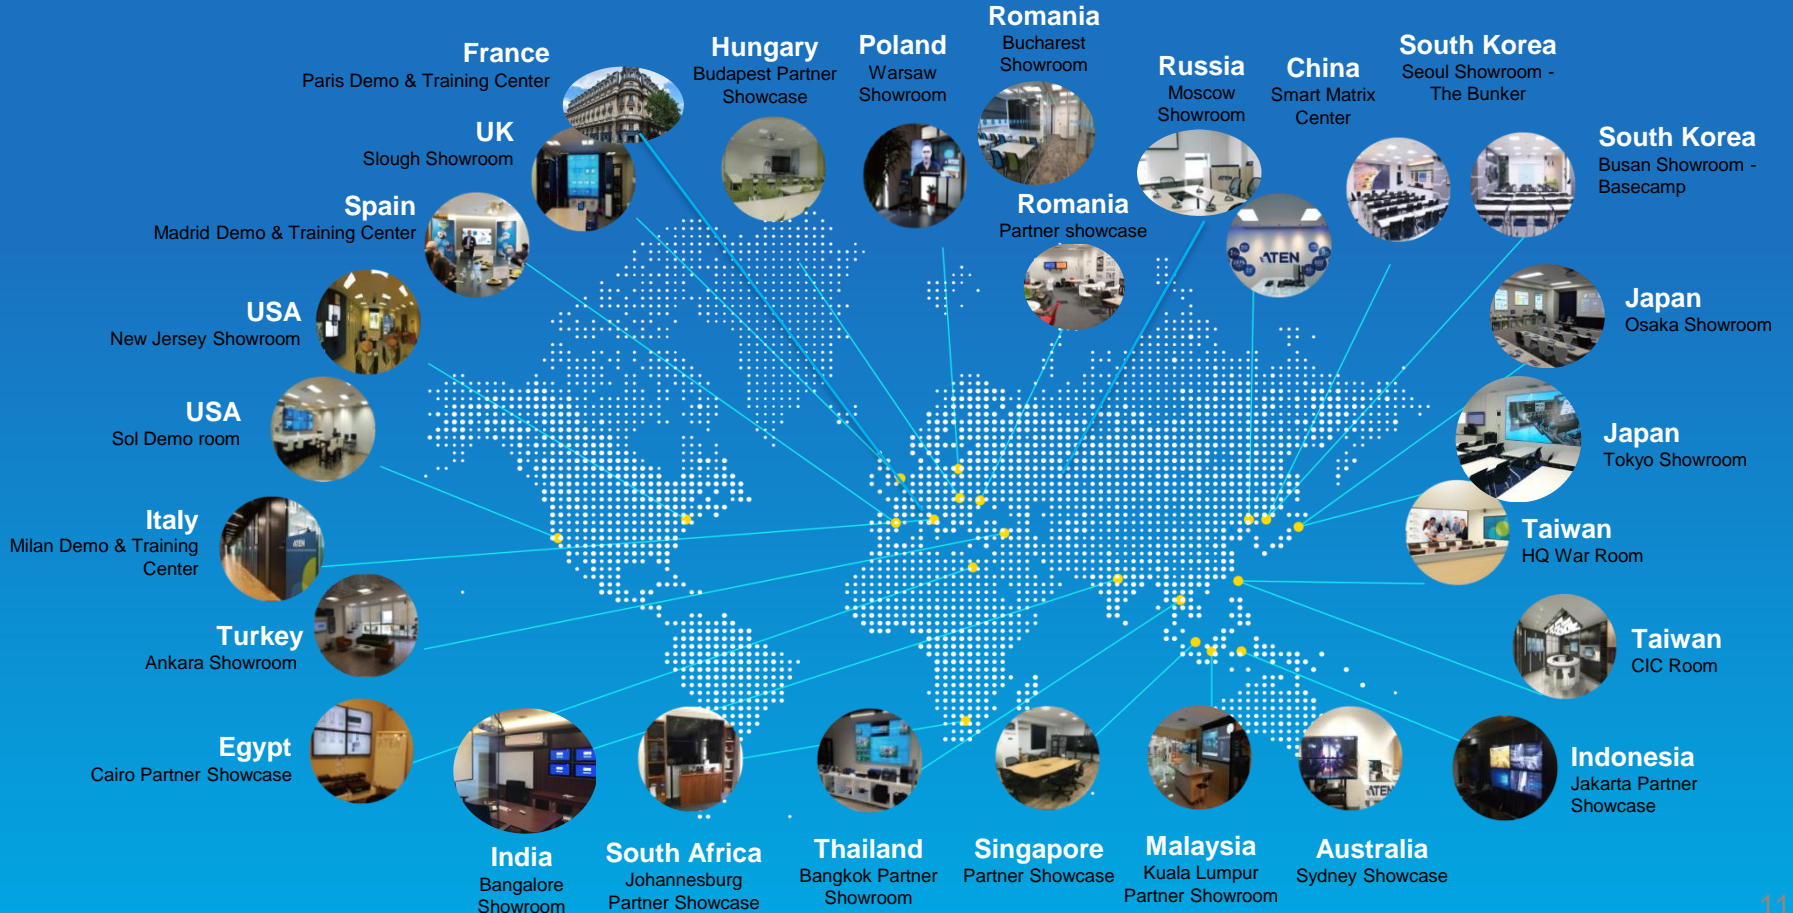 France
Paris Demo & Training Center
Hungary
Budapest Partner
Showcase
Poland
Warsaw
Showroom
Romania
Bucharest
Showroom
Russia
Moscow
Showroom
China
Smart Matrix
Center
South Korea
Seoul Showroom -
The Bunker
South Korea
Busan Showroom -
Basecamp
UK
Slough Showroom
Spain
Madrid Demo & Training Center
Romania
Partner showcase
ATEN
USA
New Jersey Showroom
Japan
Osaka Showroom
USA
Sol Demo room
Japan
Tokyo Showroom
Italy
Milan Demo & Training
Center
ATEN
Taiwan
HQ War Room
Turkey
Ankara Showroom
Taiwan
CIC Room
Egypt
Cairo Partner Showcase
ATEN
Indonesia
Jakarta Partner
Showcase
India
Bangalore
Showroom
South Africa
Johannesburg
Partner Showcase
Thailand
Bangkok Partner
Showroom
Singapore
Partner Showcase
Malaysia
Kuala Lumpur
Partner Showroom
Australia
Sydney Showcase
11